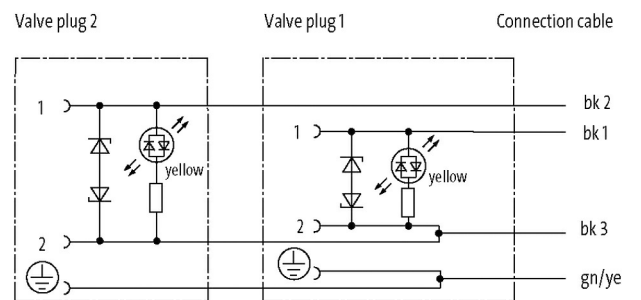 Valve plug 2
Valve plug 1
Connection cable
1
bk 2
1
bk 1
yellow
yellow
2
2
bk 3
gn/ye